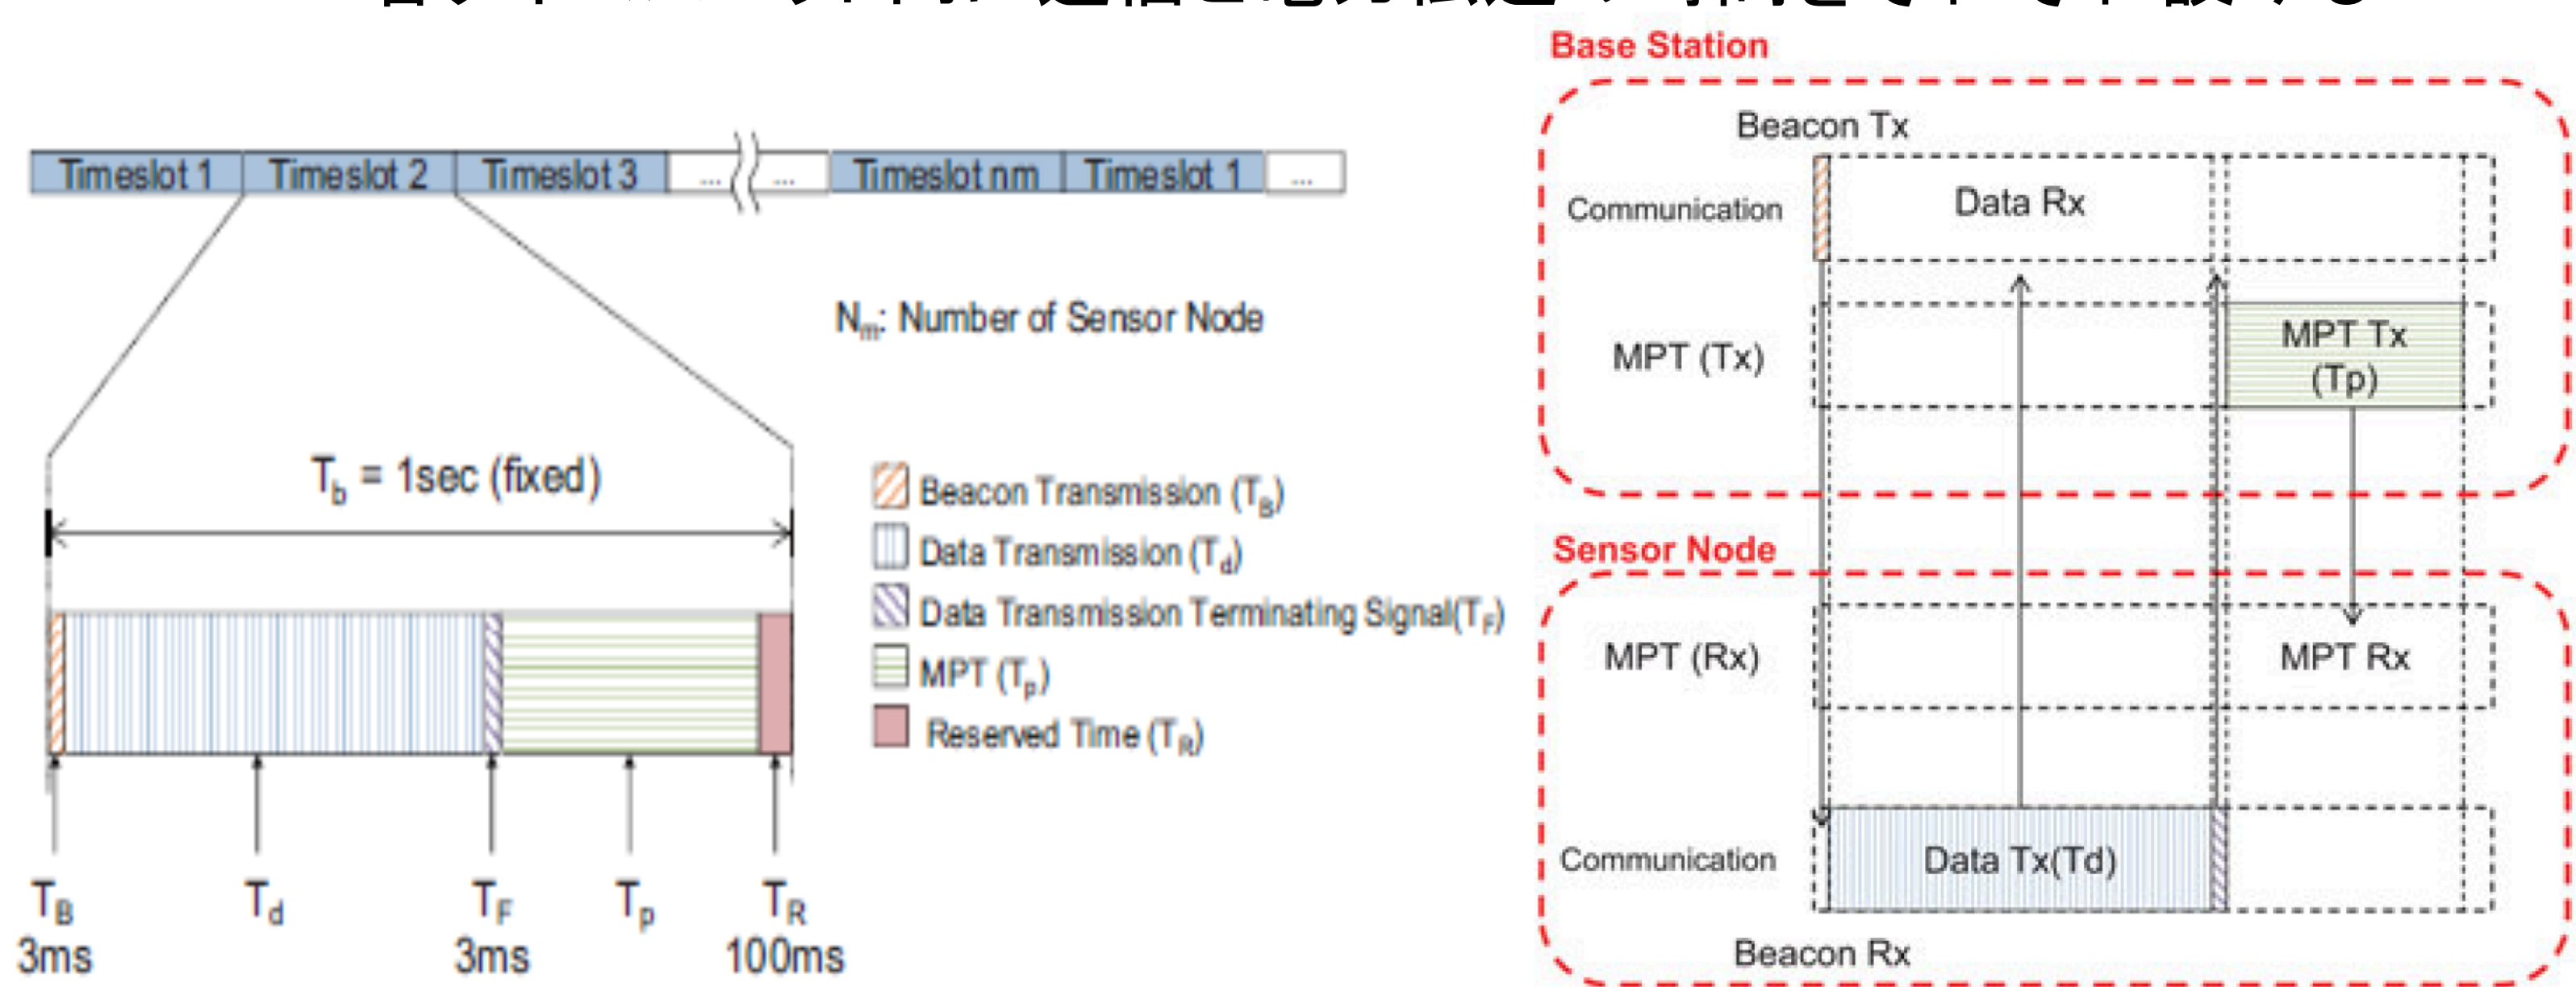 Timeslot 1
Timeslot 2
Timeslot 3
...
...
Timeslot nm
Timeslot 1
...
Nm: Number of Sensor Node
Tb = 1sec (fixed)
Beacon Transmission (TB)
Data Transmission (Td)
Data Transmission Terminating Signal(TF)
MPT (Tp)
Reserved Time (TR)
TB
Td
TF
Tp
TR
3ms
3ms
100ms
Base Station
Beacon Tx
Communication
Data Rx
MPT (Tx)
MPT Tx
(Tp)
Sensor Node
MPT (Rx)
MPT Rx
Communication
Data Tx(Td)
Beacon Rx